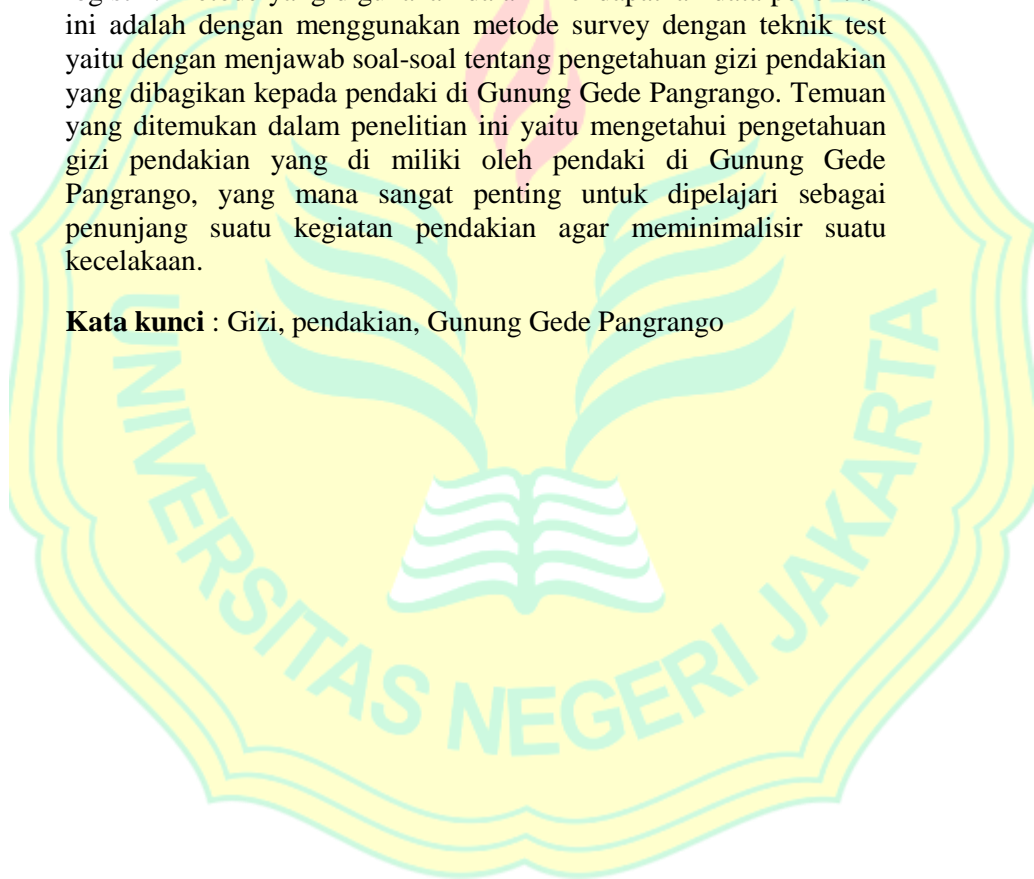 ini adalah dengan menggunakan metode survey dengan teknik test
yaitu dengan menjawab soal-soal tentang pengetahuan gizi pendakian
yang dibagikan kepada pendaki di Gunung Gede Pangrango. Temuan
yang ditemukan dalam penelitian ini yaitu mengetahui pengetahuan
gizi pendakian yang di miliki oleh pendaki di Gunung Gede
Pangrango, yang mana sangat penting untuk dipelajari sebagai
penunjang suatu kegiatan pendakian agar meminimalisir suatu
kecelakaan.
Kata kunci : Gizi, pendakian, Gunung Gede Pangrango
UNIVERSITAS NEGERI JAKARTA